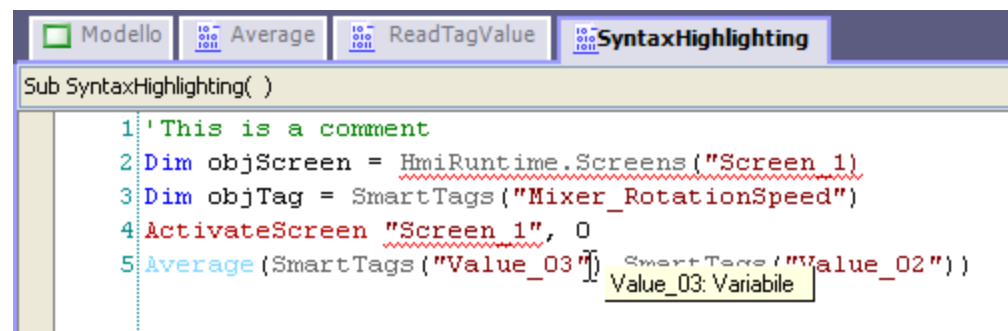 Modello Average ReadTagValue SyntaxHighlighting
Sub SyntaxHighlighting( )
1 'This is a comment
2 Dim objScreen = HmiRuntime.Screens("Screen_1)
3 Dim objTag = SmartTags("Mixer_RotationSpeed")
4 ActivateScreen "Screen_1", 0
5 Average(SmartTags("Value_03") SmartTags("Value_02"))
Value_03: Variabile